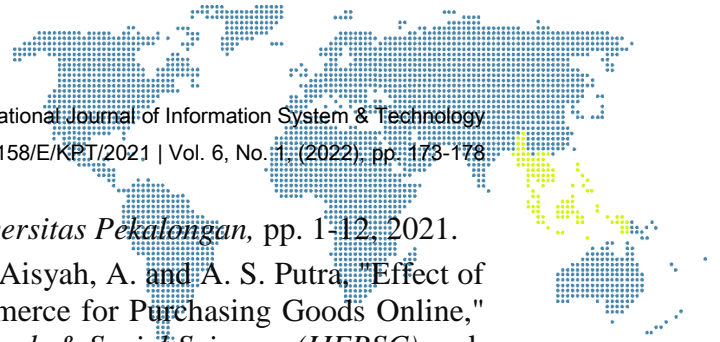 ational Journal of Information System & Technology
158/E/KPT/2021 | Vol. 6, No. 1, (2022), pp. 173-178
ersitas Pekalongan, pp. 1-12, 2021.
Aisyah, A. and A. S. Putra, "Effect of
merce for Purchasing Goods Online,"